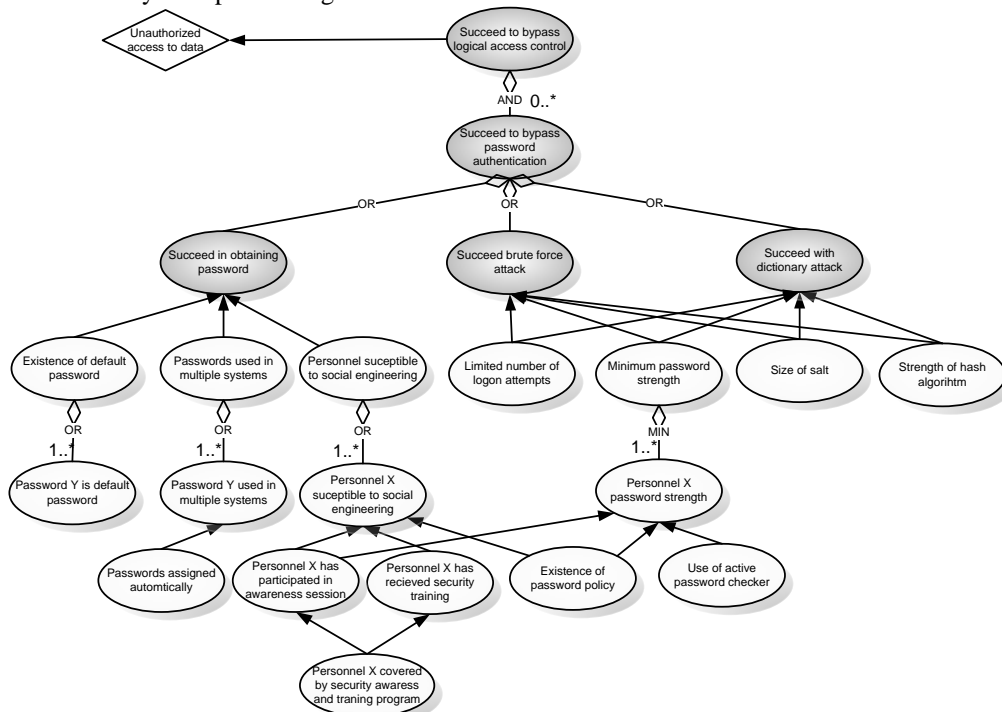 Unauthorized
access to data
Succeed to bypass
logical access control
AND 0..*
Succeed to bypass
password
authentication
OR
OR
OR
Succeed in obtaining
password
Succeed brute force
attack
Succeed with
dictionary attack
Existence of default
password
Passwords used in
multiple systems
Personnel suceptible
to social engineering
Limited number of
logon attempts
Minimum password
strength
Size of salt
Strength of hash
algorihtm
OR
1..*
OR
1..*
OR
1..*
MIN
1..*
Password Y is default
password
Password Y used in
multiple systems
Personnel X
suceptible to social
engineering
Personnel X
password strength
Passwords assigned
automtically
Personnel X has
participated in
awareness session
Personnel X has
recieved security
training
Existence of
password policy
Use of active
password checker
Personnel X covered
by security awaress
and traning program